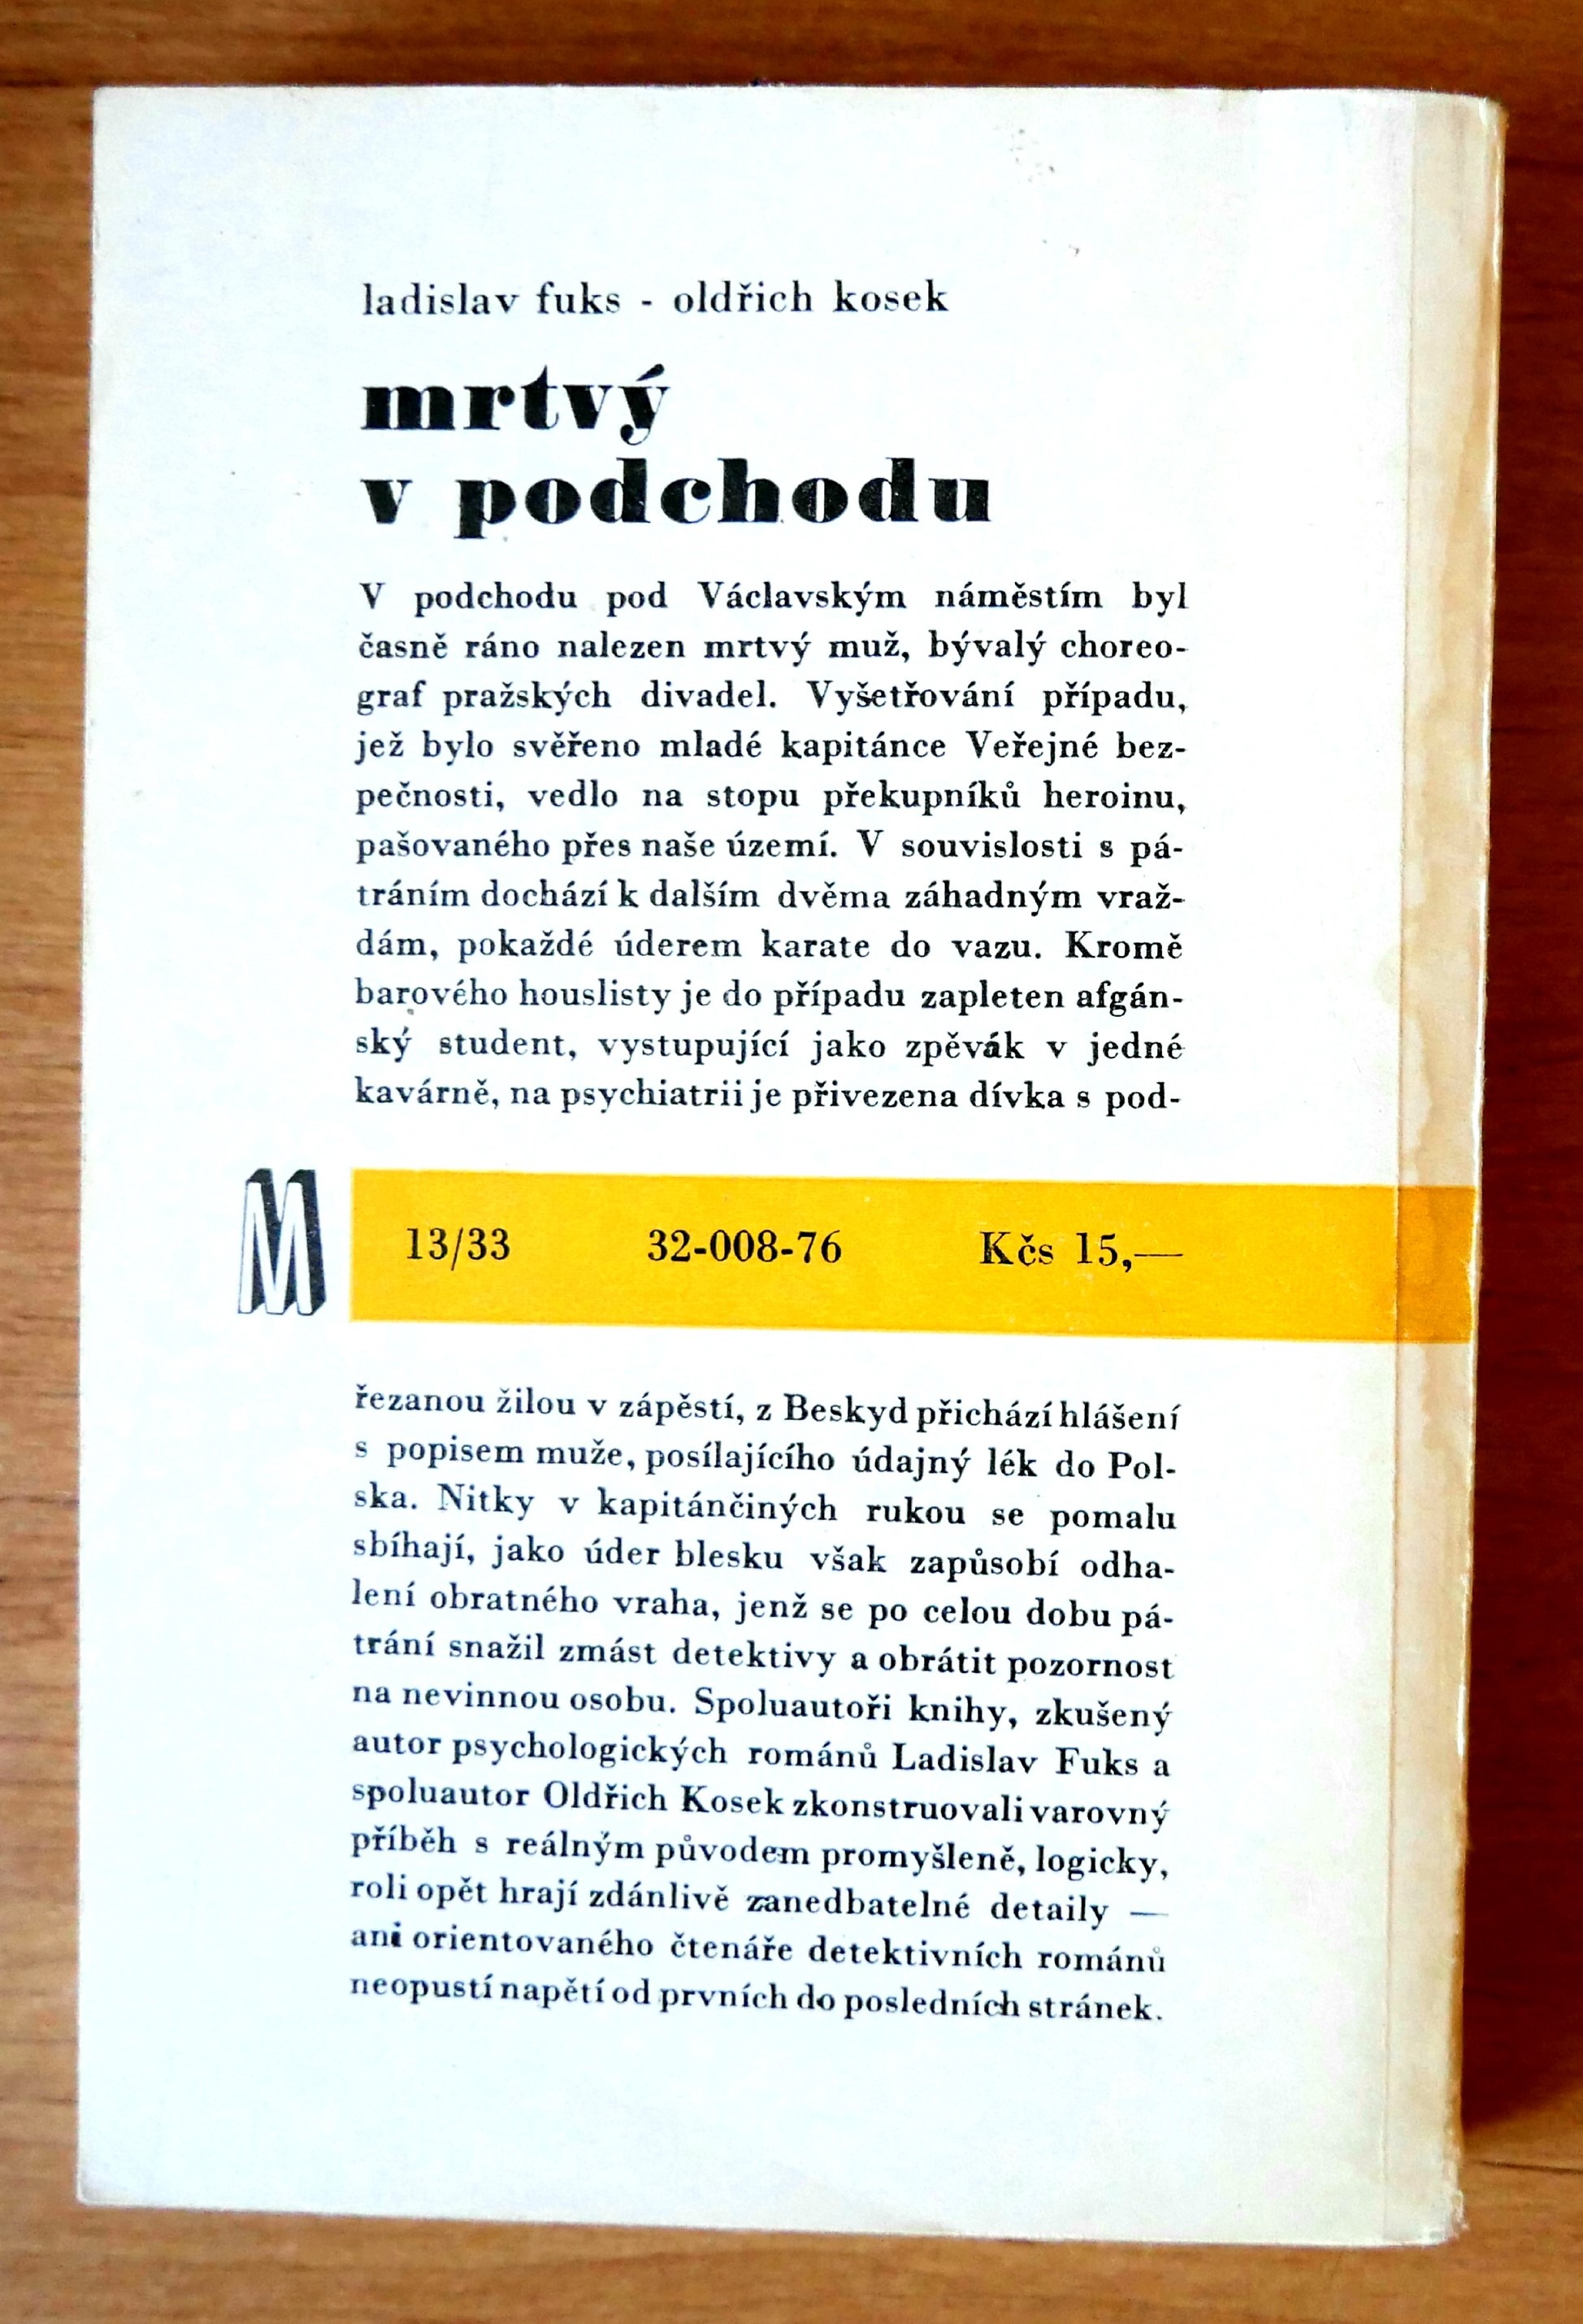 ladislav fuks - oldřich kosek
mrtvý
v podchodu
V podchodu pod Václavským náměstím byl
časně ráno nalezen mrtvý muž, bývalý choreo-
graf pražských divadel. Vyšetřování případu,
jež bylo svěřeno mladé kapitánce Veřejné bez-
pečnosti, vedlo na stopu překupníků heroinu,
pašovaného přes naše území. V souvislosti s pá-
tráním dochází k dalším dvěma záhadným vraž-
dám, pokaždé úderem karate do vazu. Kromě
barového houslisty je do případu zapleten afgán-
ský student, vystupující jako zpěvák v jedné
kavárně, na psychiatrii je přivezena dívka s pod-
M
13/33 32-008-76 Kčs 15,—
řezanou žilou v zápěstí, z Beskyd přichází hlášení
s popisem muže, posílajícího údajný lék do Pol-
ska. Nitky v kapitánčiných rukou se pomalu
sbíhají, jako úder blesku však zapůsobí odha-
lení obratného vraha, jenž se po celou dobu pá-
trání snažil zmást detektivy a obrátit pozornost
na nevinnou osobu. Spoluautoři knihy, zkušený
autor psychologických románů Ladislav Fuks a
spoluautor Oldřich Kosek zkonstruovali varovný
příběh s reálným původem promyšleně, logicky,
roli opět hrají zdánlivě zanedbatelné detaily —
ani orientovaného čtenáře detektivních románů
neopustí napětí od prvních do posledních stránek.